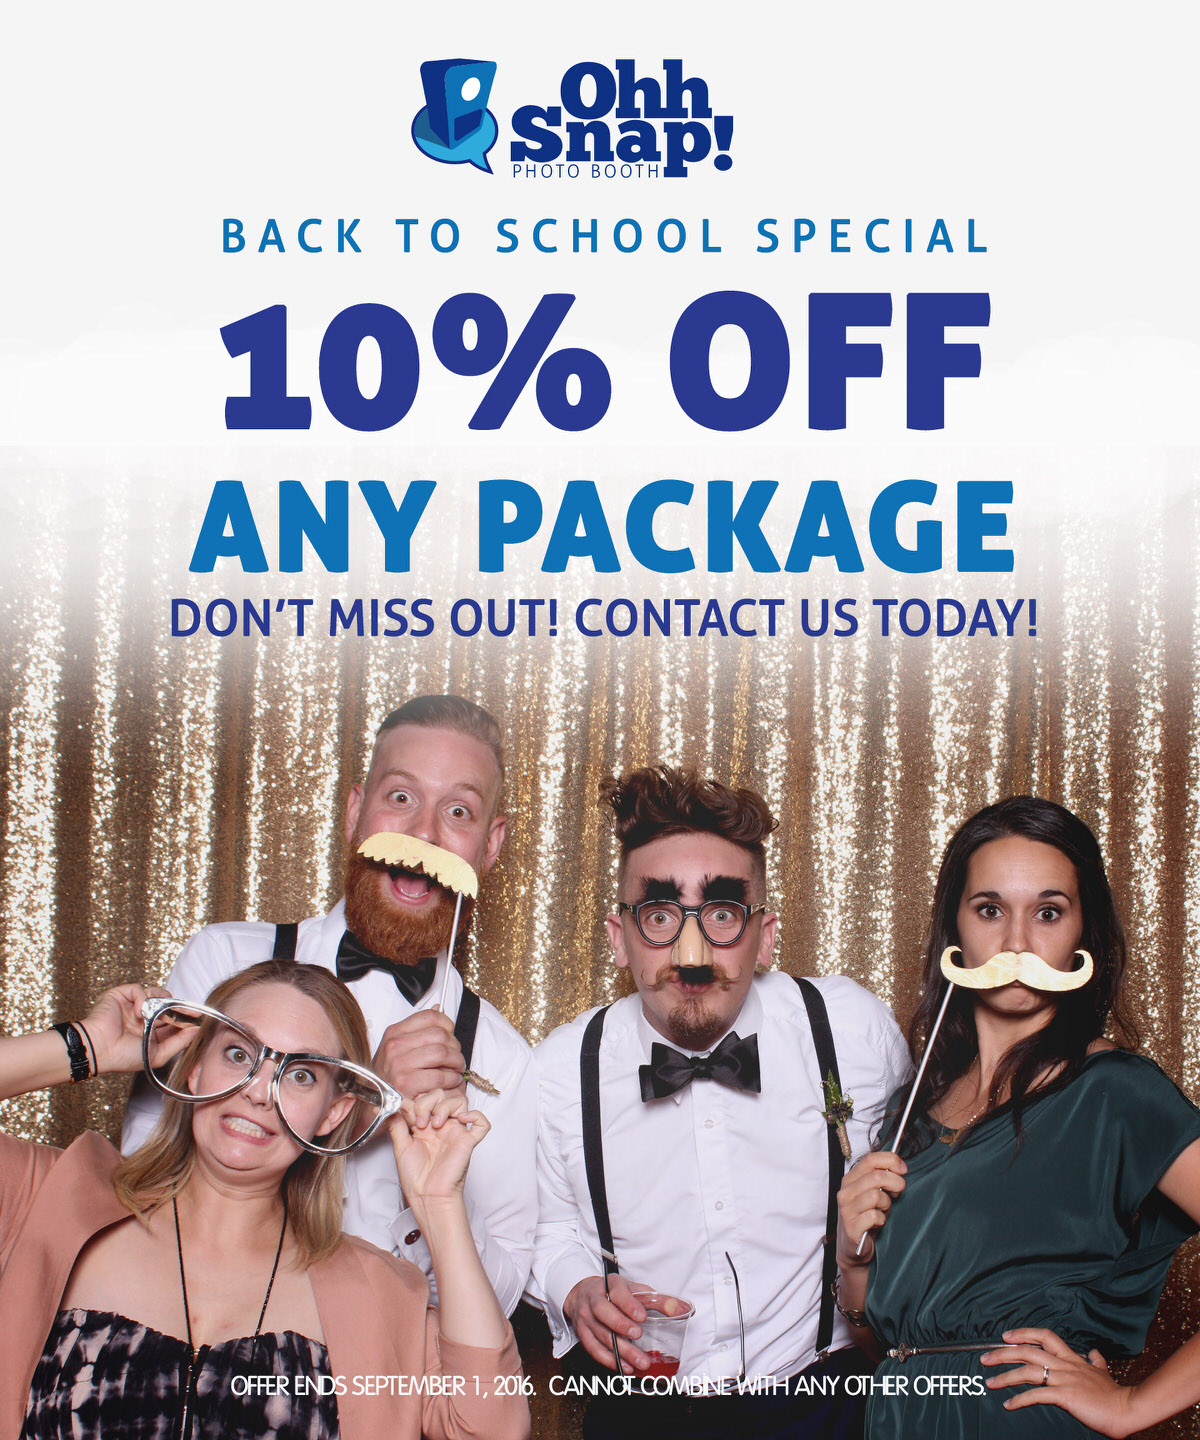 Ohh
Snap!
PHOTO BOOTH
BACK TO SCHOOL SPECIAL
10% OFF
ANY PACKAGE
DON'T MISS OUT! CONTACT US TODAY!
OFFER ENDS SEPTEMBER 1, 2016. CANNOT COMBINE WITH ANY OTHER OFFERS.